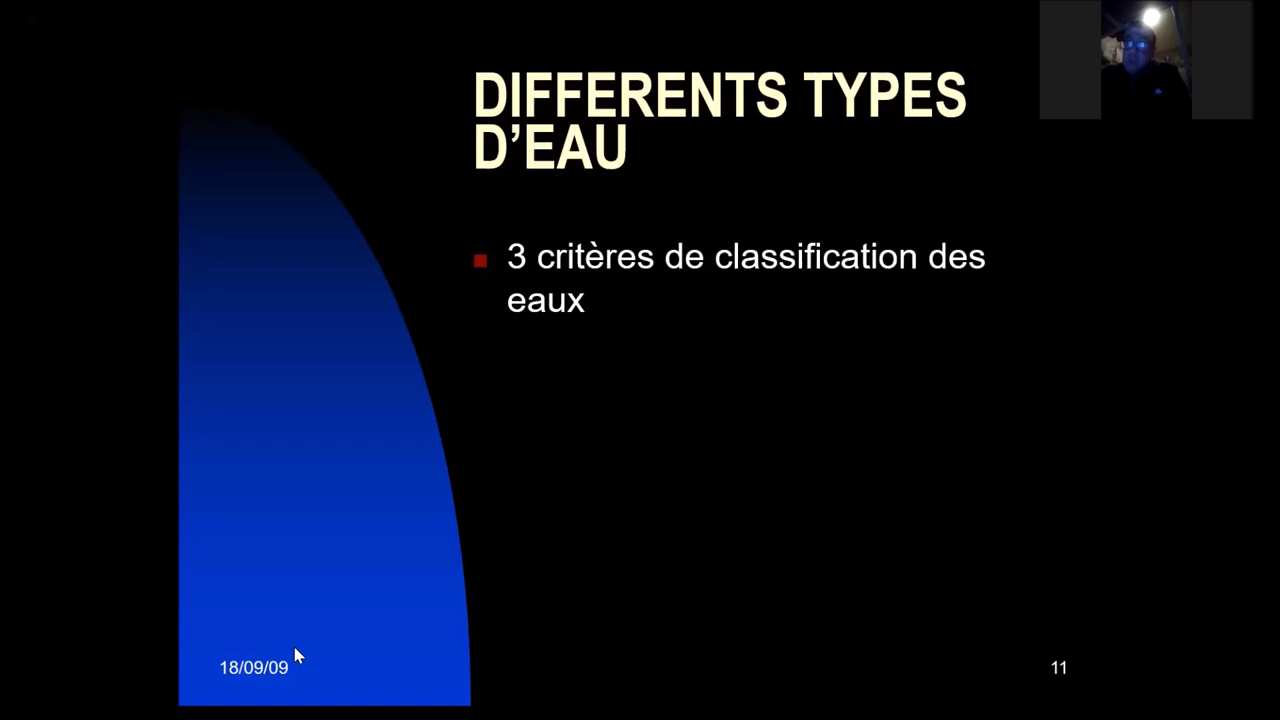 DIFFERENTS TYPES
D’EAU
3 critères de classification des
eaux
18/09/09
11